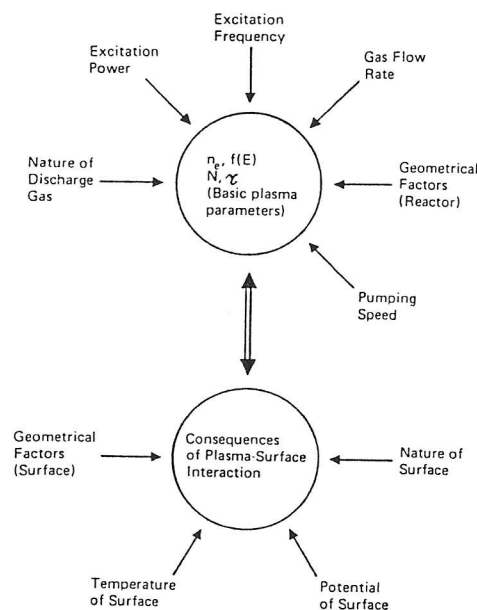 Excitation
Frequency
Excitation
Power
Gas Flow
Rate
Nature of
Discharge
Gas
n_e, f(E)
N, τ
(Basic plasma
parameters)
Geometrical
Factors
(Reactor)
Pumping
Speed
Geometrical
Factors
(Surface)
Consequences
of Plasma-Surface
Interaction
Nature of
Surface
Temperature
of Surface
Potential
of Surface